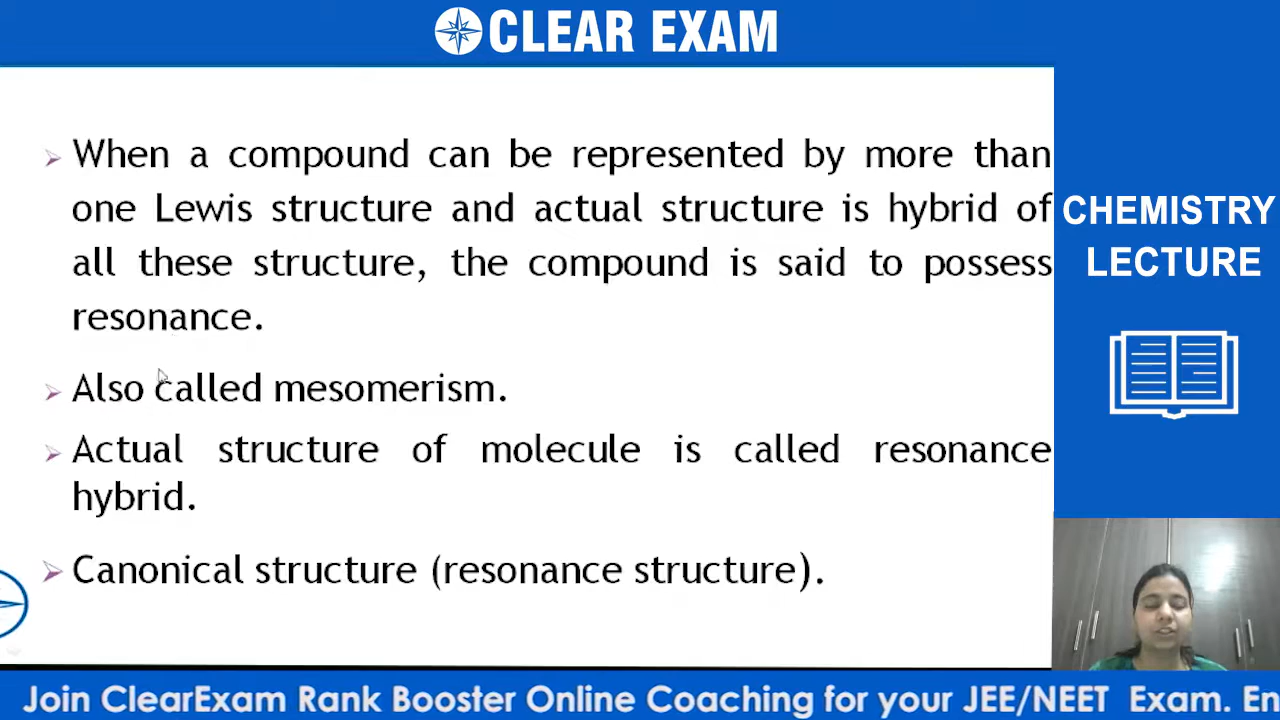 CLEAR EXAM
When a compound can be represented by more than
one Lewis structure and actual structure is hybrid of
all these structure, the compound is said to possess
resonance.
Also called mesomerism.
Actual structure of molecule is called resonance
hybrid.
Canonical structure (resonance structure).
CHEMISTRY
LECTURE
Join ClearExam Rank Booster Online Coaching for your JEE/NEET Exam. En